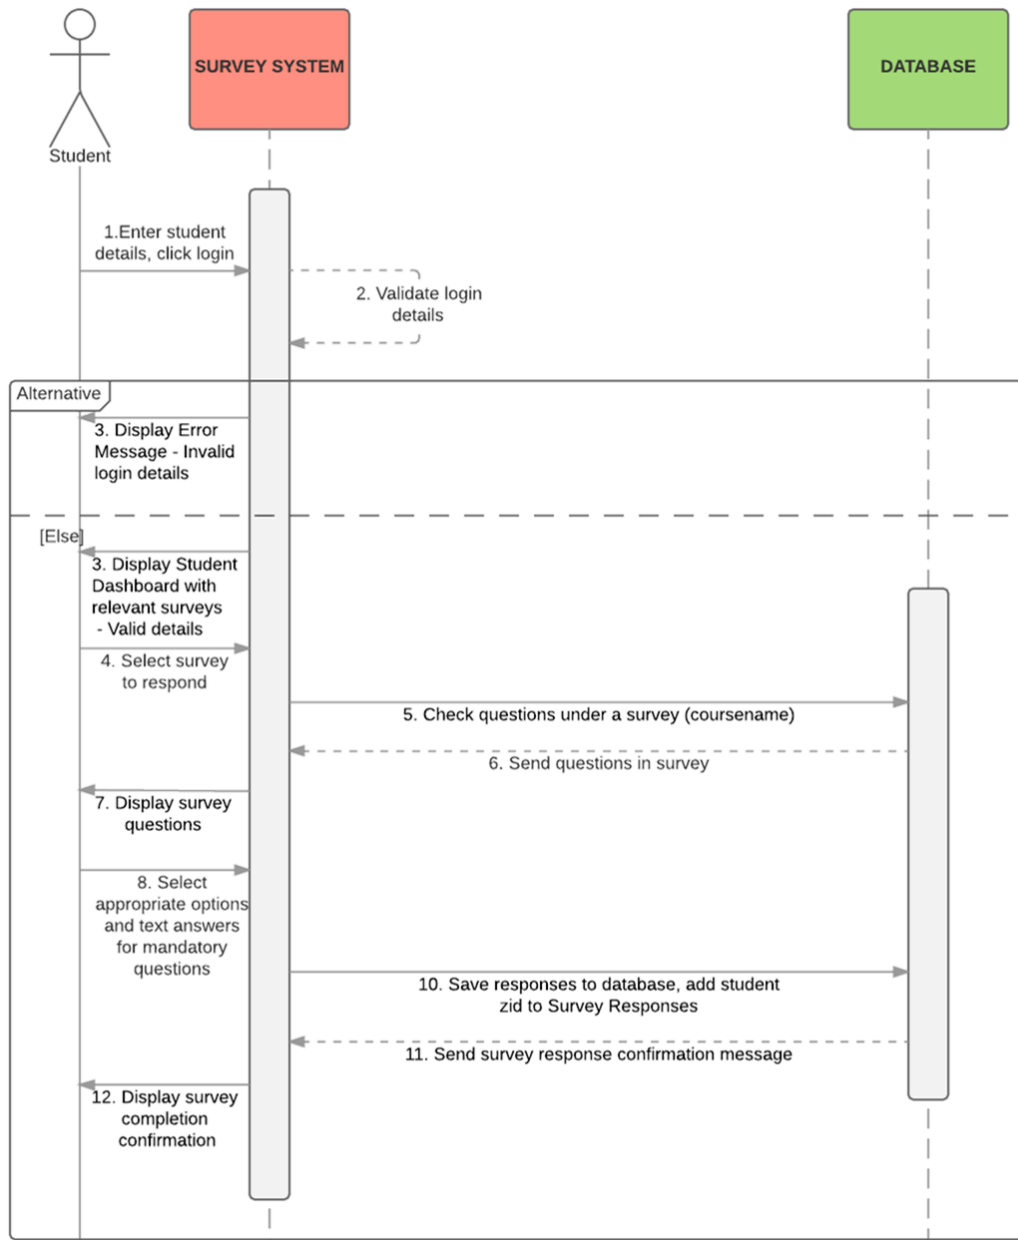 SURVEY SYSTEM
DATABASE
Student
1.Enter student
details, click login
2. Validate login
details
Alternative
3. Display Error
Message - Invalid
login details
[Else]
3. Display Student
Dashboard with
relevant surveys
- Valid details
4. Select survey
to respond
5. Check questions under a survey (coursename)
6. Send questions in survey
7. Display survey
questions
8. Select
appropriate options
and text answers
for mandatory
questions
10. Save responses to database, add student
zid to Survey Responses
11. Send survey response confirmation message
12. Display survey
completion
confirmation